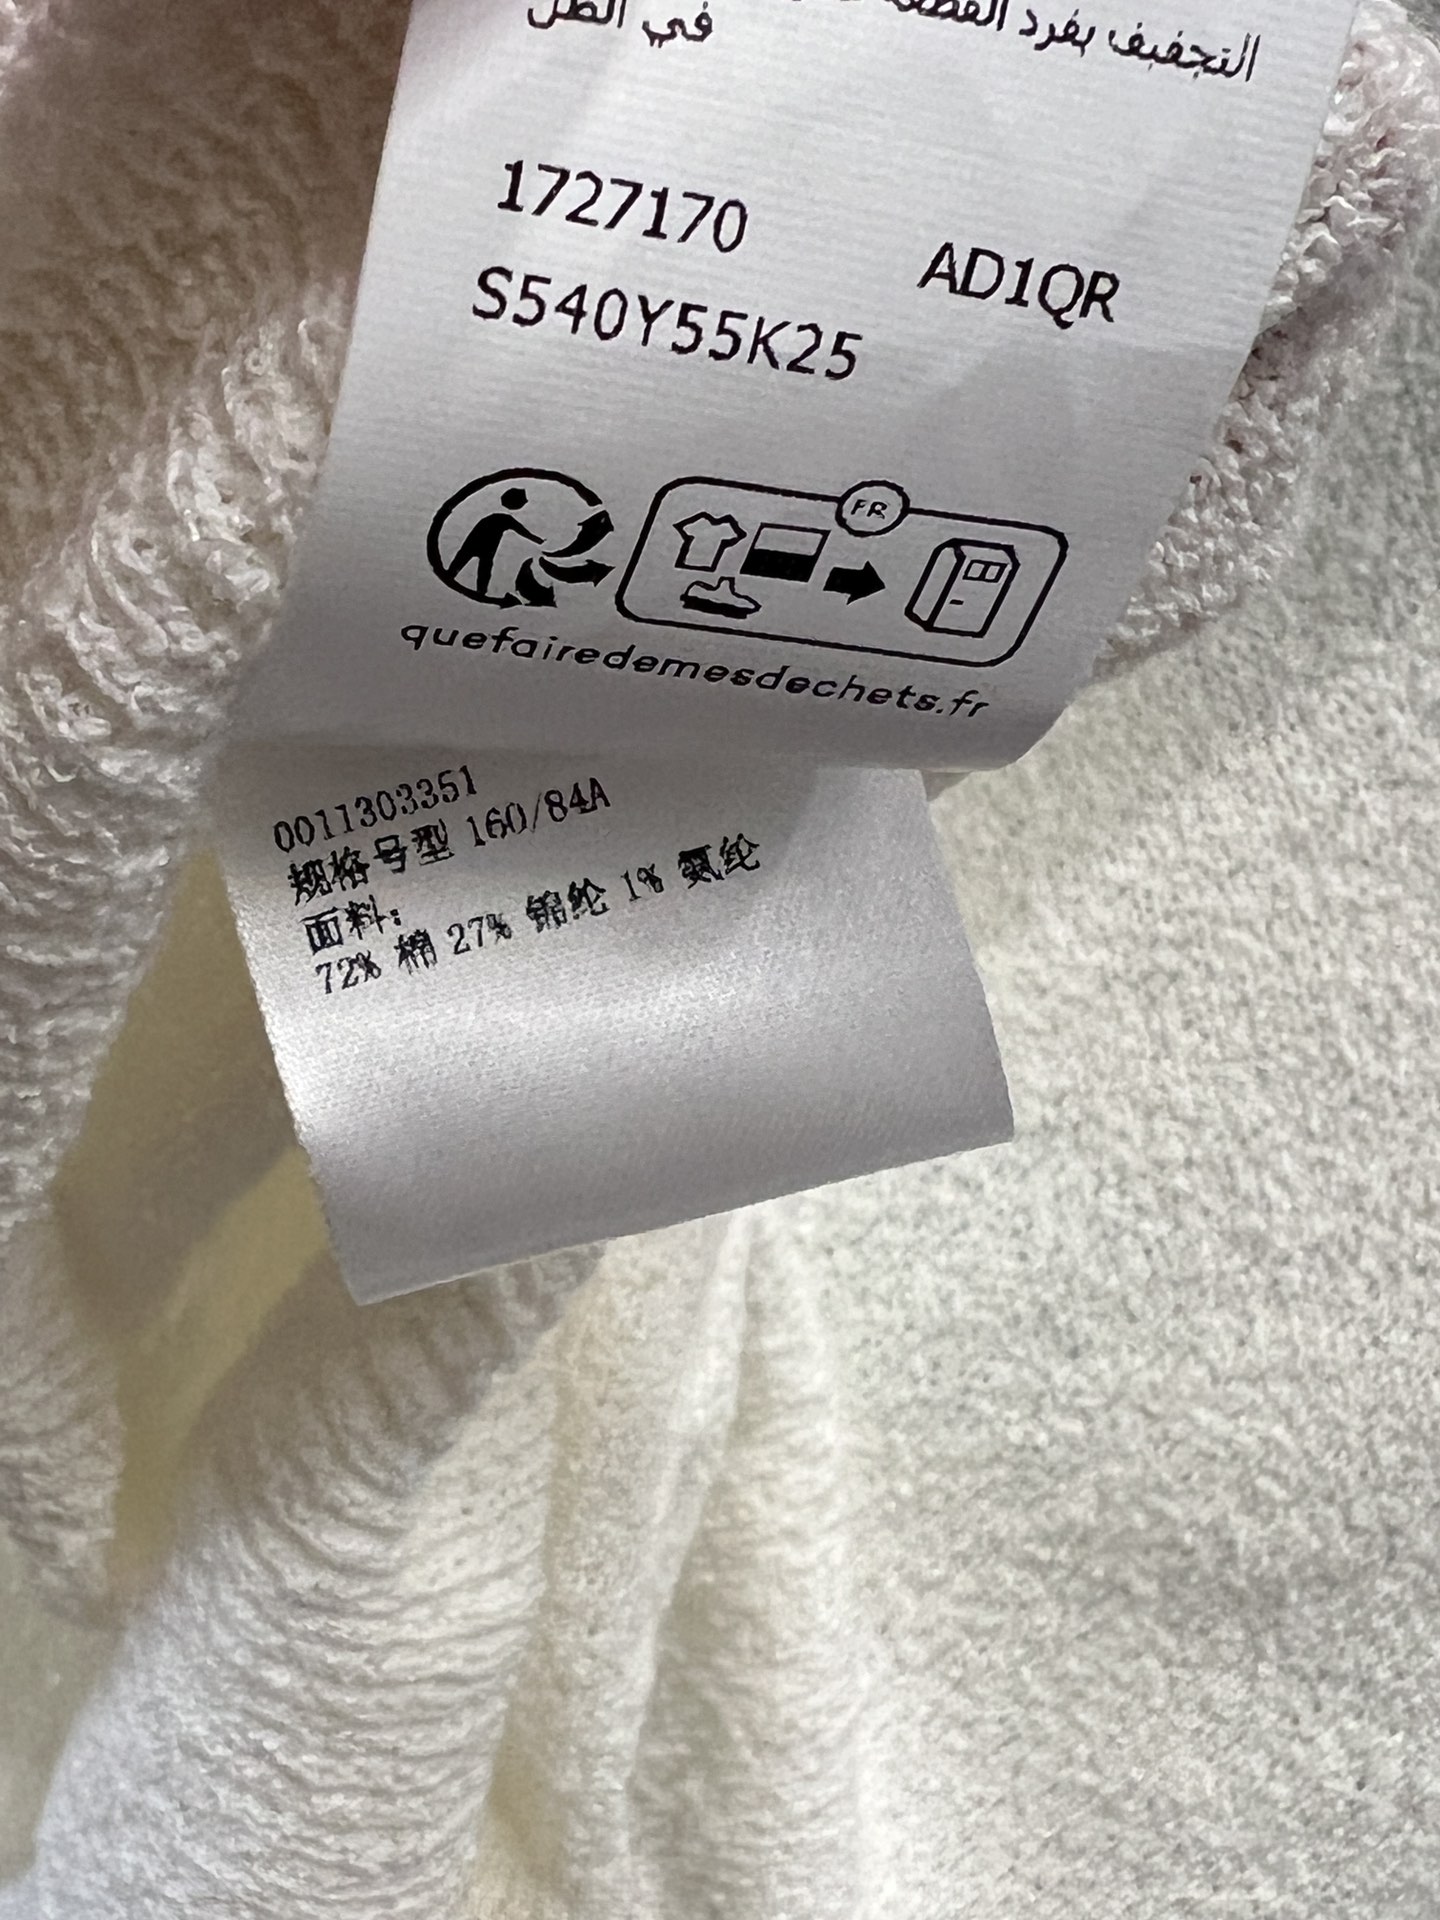 التجفيف بفرد
في الظل
1727170
AD1QR
S540Y55K25
FR
quefairedemesdechets.fr
0011303351
规格号型 160/84A
面料:
72% 棉 27% 锦纶 1% 氨纶